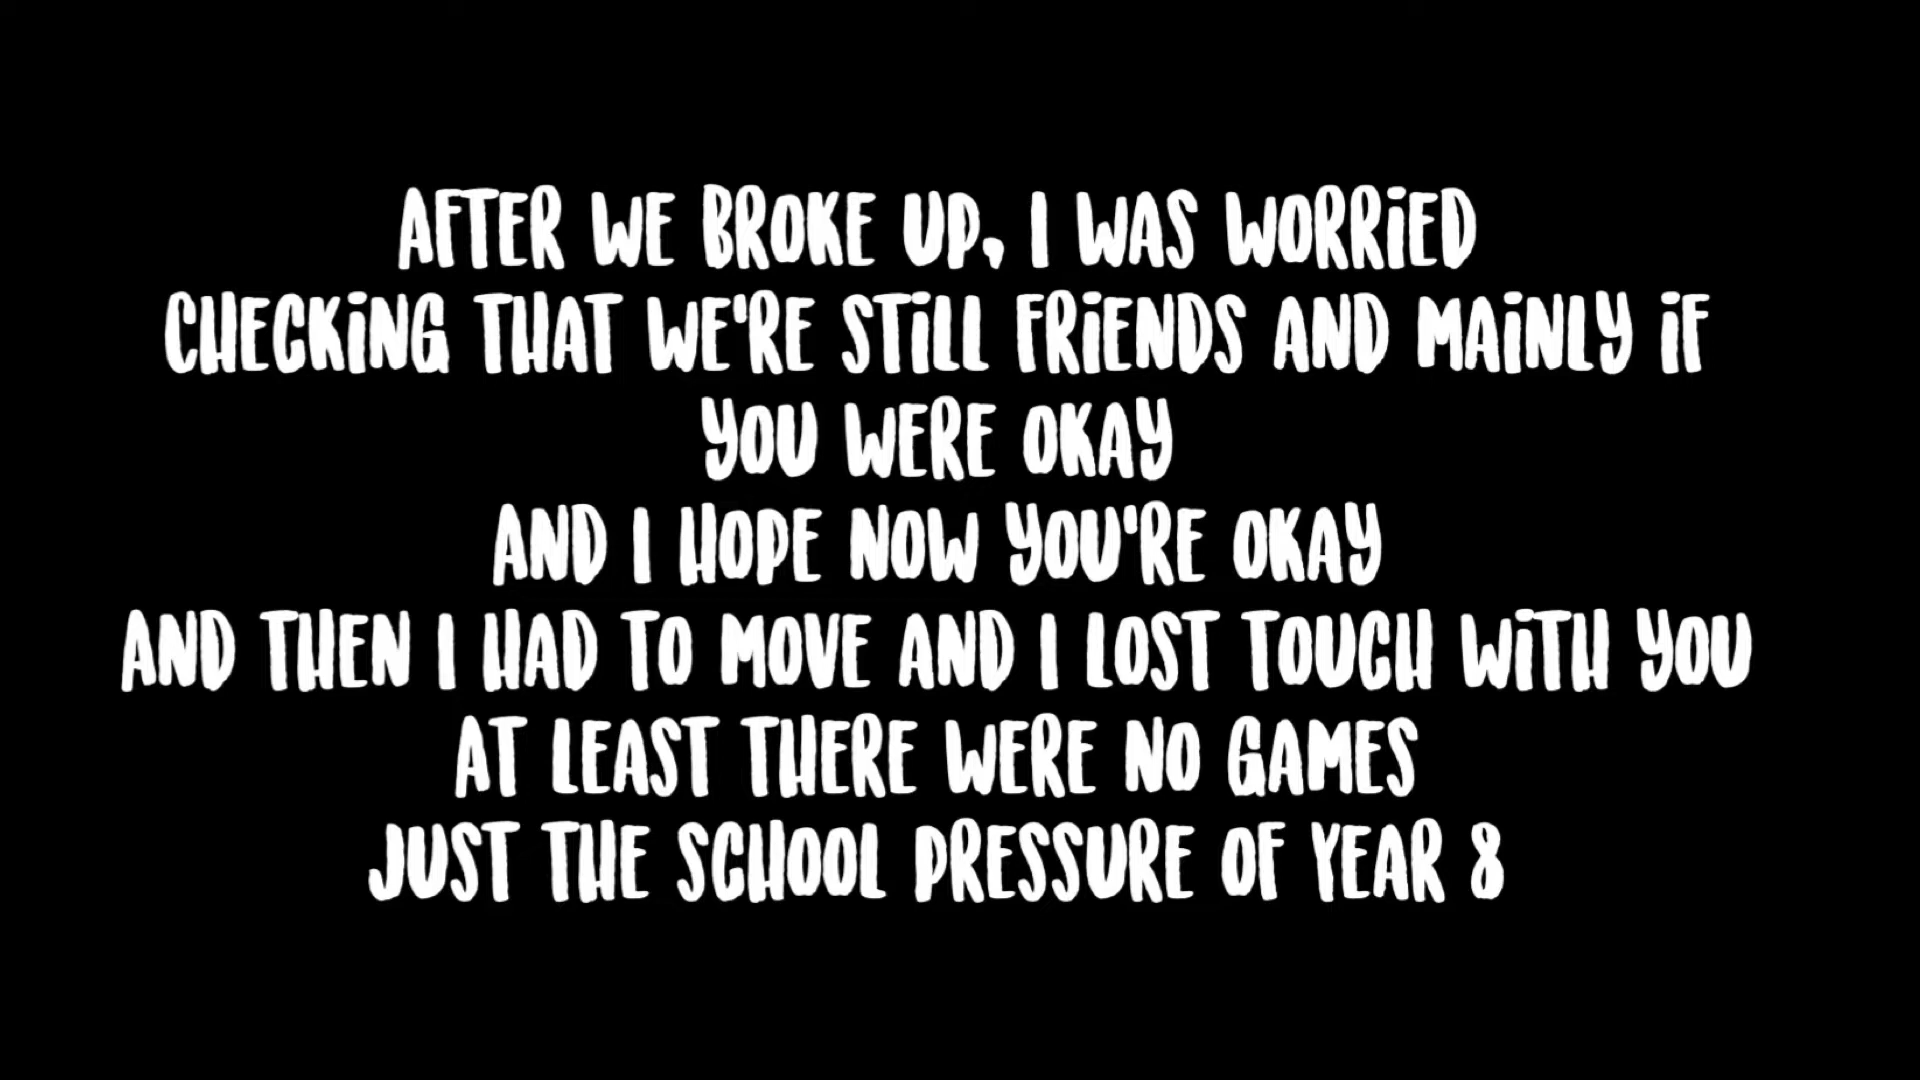 AFTER WE BROKE UP, I WAS WORRiED
CHECKiNG THAT WE'RE STiLL FRiENDS AND MAiNLY iF
YOU WERE OKAY
AND I HOPE NOW YOU'RE OKAY
AND THEN I HAD TO MOVE AND I LOST TOUCH WiTH YOU
AT LEAST THERE WERE NO GAMES
JUST THE SCHOOL PRESSURE OF YEAR 8